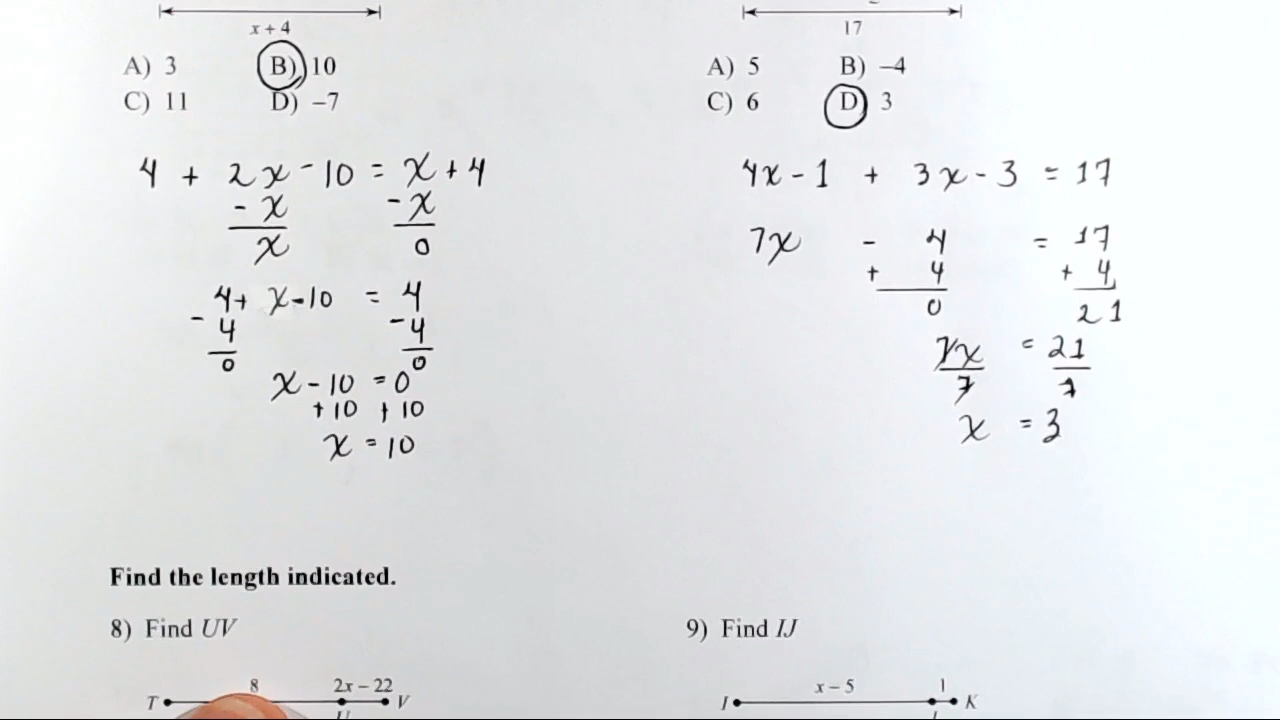 x + 4
A) 3 B) 10
C) 11 D) −7
4 + 2x - 10 = x + 4
- x - x
x 0
4 + x - 10 = 4
- 4 - 4
0 0
x - 10 = 0
+ 10 + 10
x = 10
17
A) 5 B) −4
C) 6 D) 3
4x - 1 + 3x - 3 = 17
7x - 4 = 17
+ 4 + 4
0 21
7x = 21
7 7
x = 3
Find the length indicated.
8) Find UV
8 2x − 22
T V
U
9) Find IJ
x − 5 1
I K